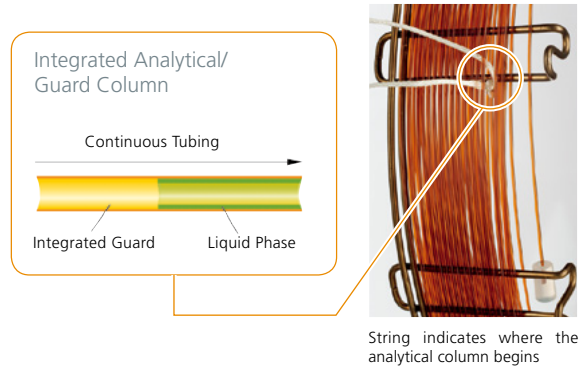 Integrated Analytical/
Guard Column
Continuous Tubing
Integrated Guard
Liquid Phase
String indicates where the
analytical column begins